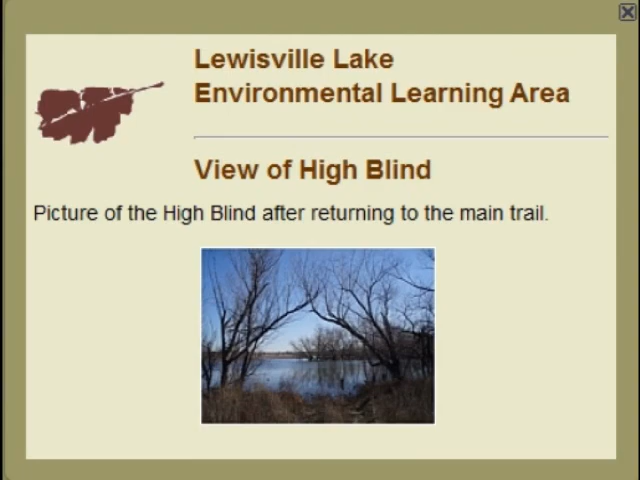 Lewisville Lake
Environmental Learning Area
View of High Blind
Picture of the High Blind after returning to the main trail.